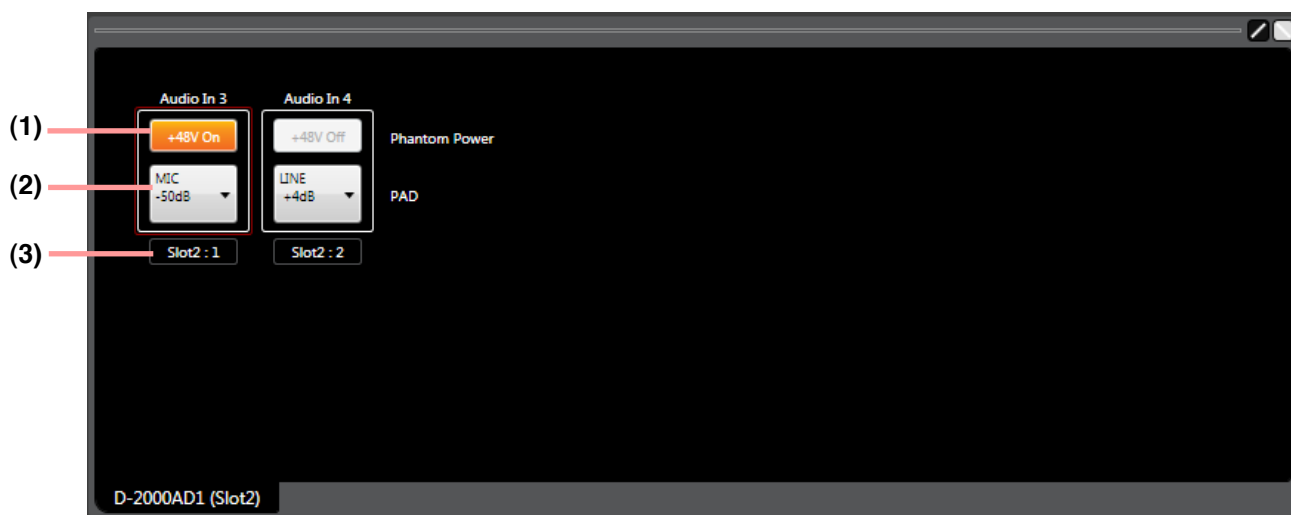 Audio In 3 Audio In 4
(1) +48V On +48V Off Phantom Power
(2) MIC -50dB LINE +4dB PAD
(3) Slot2 : 1 Slot2 : 2
D-2000AD1 (Slot2)